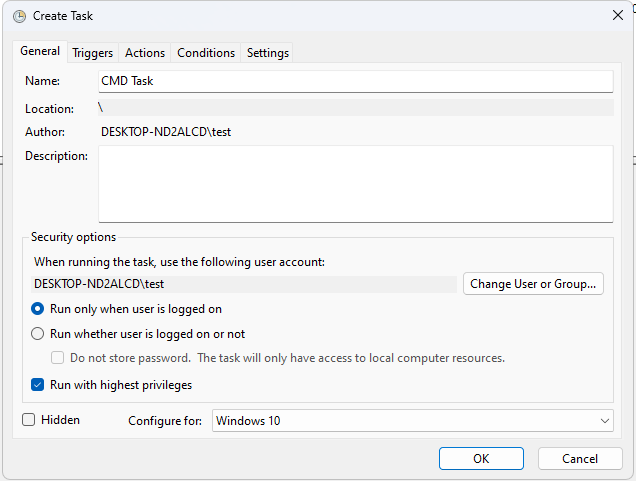 Create Task
General Triggers Actions Conditions Settings
Name: CMD Task
Location: \
Author: DESKTOP-ND2ALCD\test
Description:
Security options
When running the task, use the following user account:
DESKTOP-ND2ALCD\test Change User or Group...
Run only when user is logged on
Run whether user is logged on or not
Do not store password. The task will only have access to local computer resources.
Run with highest privileges
Hidden Configure for: Windows 10
OK Cancel